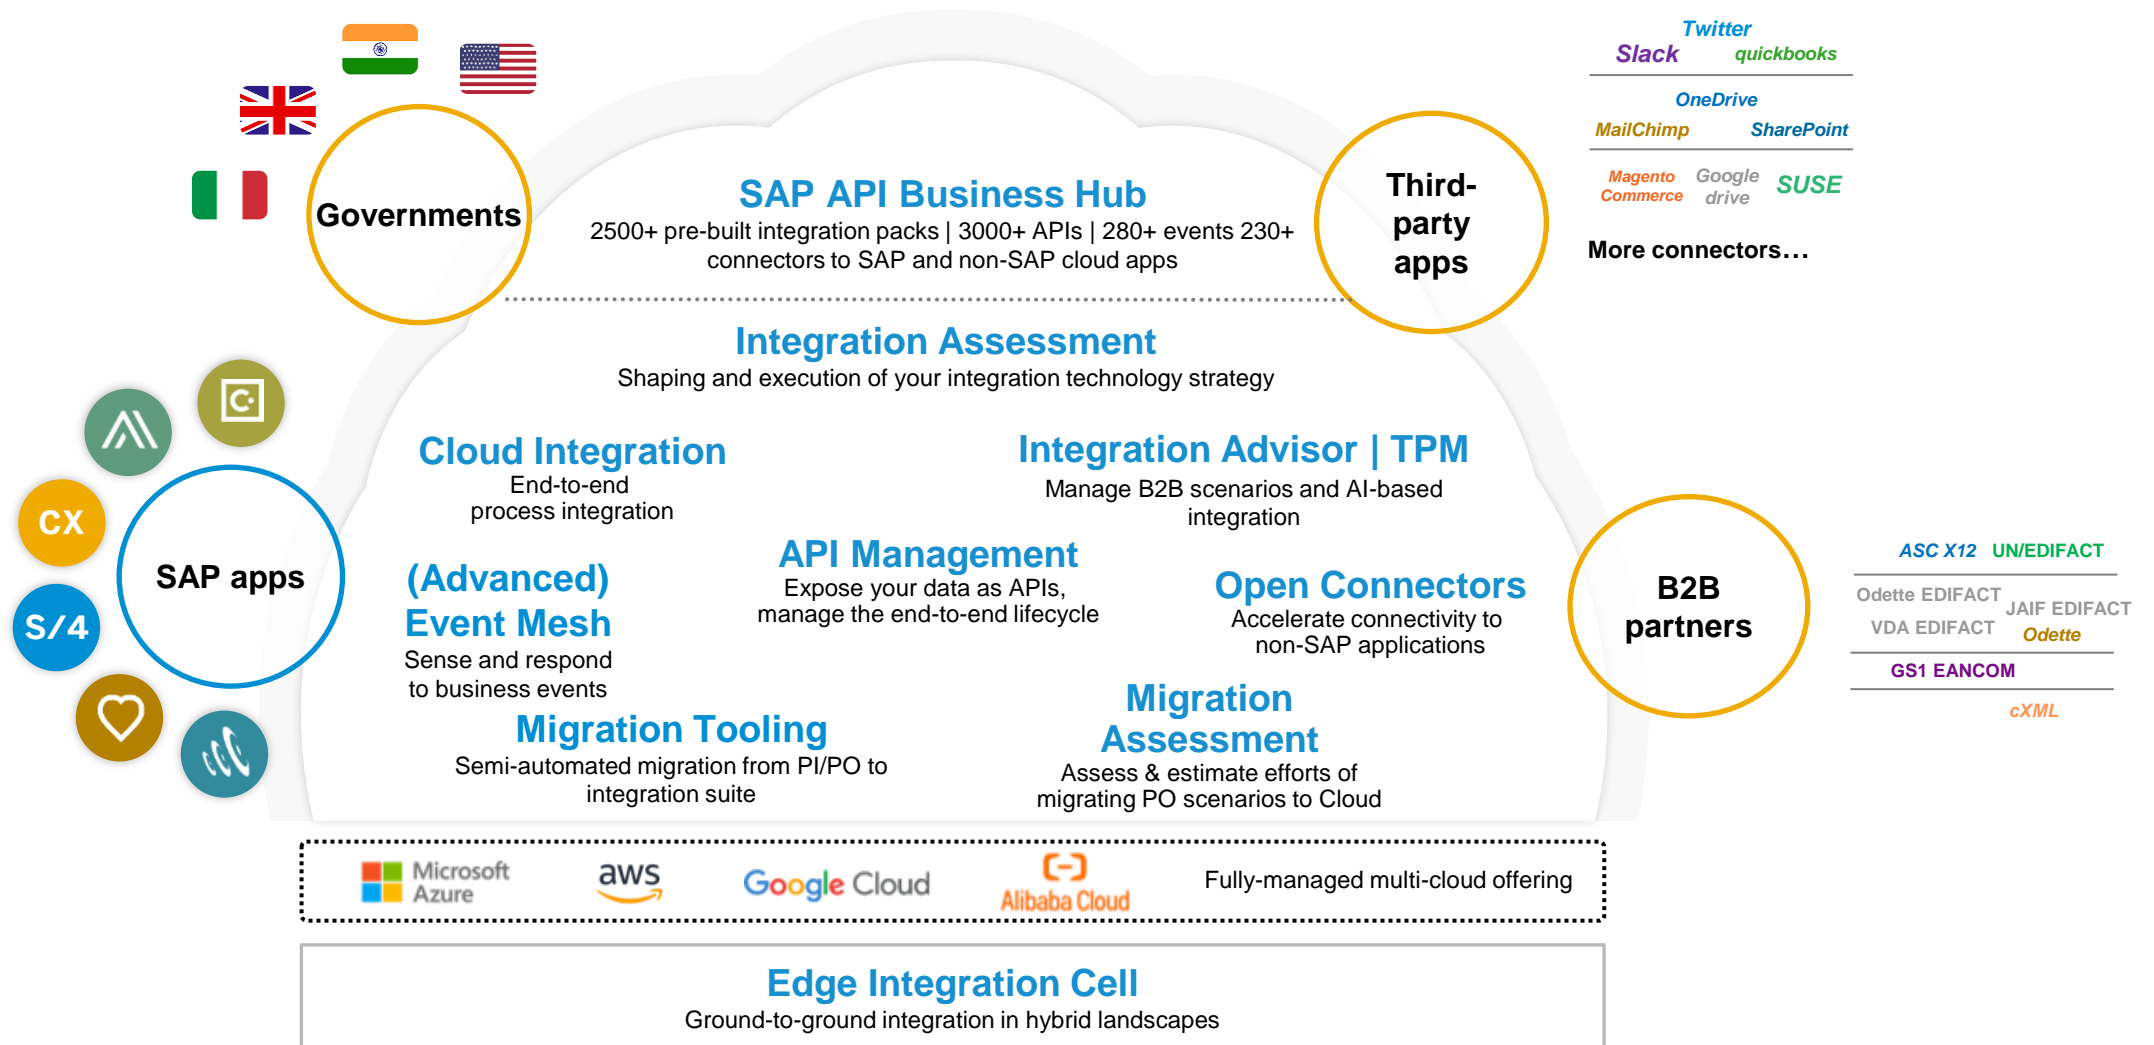 Governments
SAP API Business Hub
2500+ pre-built integration packs | 3000+ APIs | 280+ events 230+
connectors to SAP and non-SAP cloud apps
Third-
party
apps
Twitter
Slack
quickbooks
OneDrive
MailChimp
SharePoint
Magento
Commerce
Google
drive
SUSE
More connectors…
Integration Assessment
Shaping and execution of your integration technology strategy
C
CX
S/4
SAP apps
Cloud Integration
End-to-end
process integration
Integration Advisor | TPM
Manage B2B scenarios and AI-based
integration
(Advanced)
Event Mesh
Sense and respond
to business events
API Management
Expose your data as APIs,
manage the end-to-end lifecycle
Open Connectors
Accelerate connectivity to
non-SAP applications
B2B
partners
ASC X12 UN/EDIFACT
Odette EDIFACT
JAIF EDIFACT
VDA EDIFACT
Odette
GS1 EANCOM
cXML
Migration Tooling
Semi-automated migration from PI/PO to
integration suite
Migration
Assessment
Assess & estimate efforts of
migrating PO scenarios to Cloud
Microsoft
Azure
aws
Google Cloud
Alibaba Cloud
Fully-managed multi-cloud offering
Edge Integration Cell
Ground-to-ground integration in hybrid landscapes